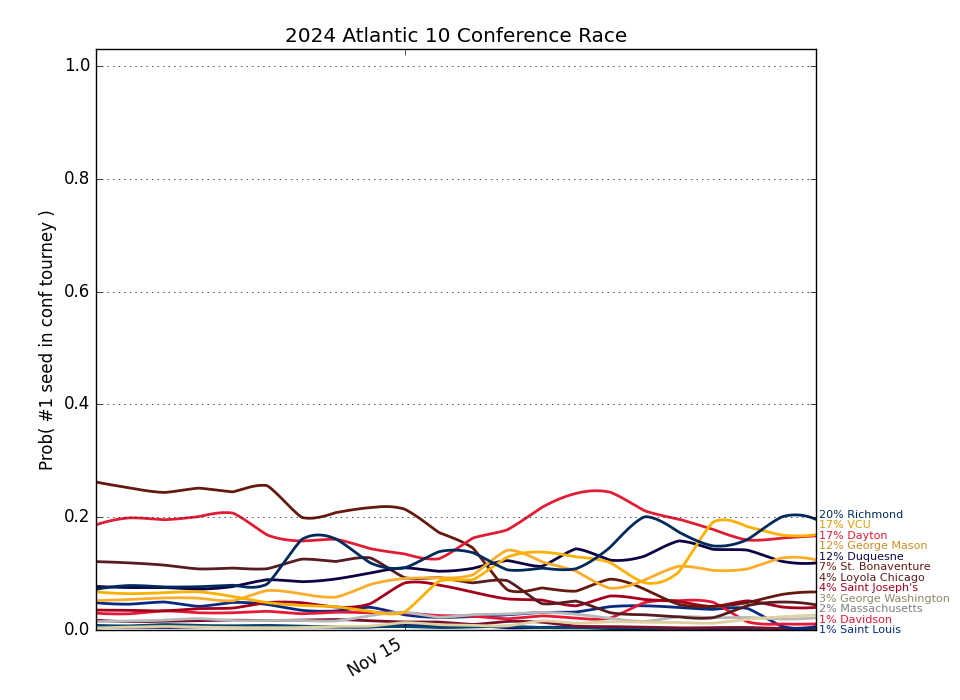 2024 Atlantic 10 Conference Race
1.0
0.8
0.6
0.4
0.2
0.0
Prob( #1 seed in conf tourney )
Nov 15
20% Richmond
17% VCU
17% Dayton
12% George Mason
12% Duquesne
7% St. Bonaventure
4% Loyola Chicago
4% Saint Joseph's
3% George Washington
2% Massachusetts
1% Davidson
1% Saint Louis